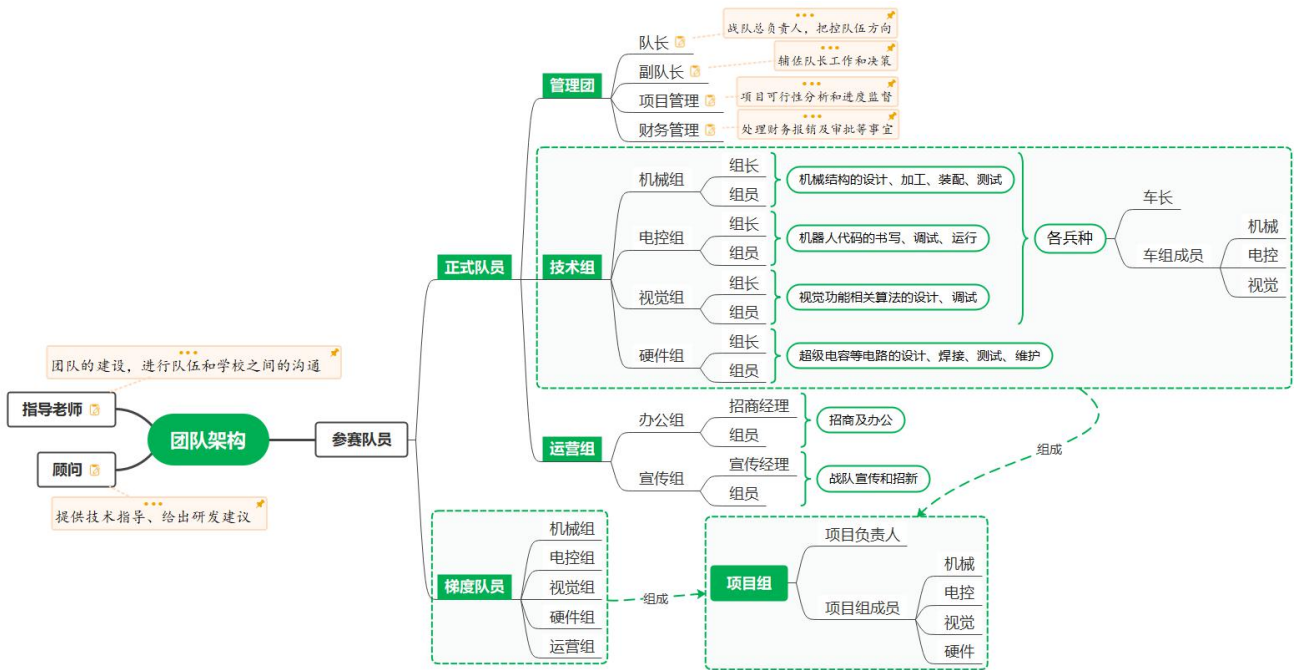 团队架构
指导老师
团队的建设，进行队伍和学校之间的沟通
顾问
提供技术指导、给出研发建议
参赛队员
正式队员
管理团
队长
战队总负责人，把控队伍方向
副队长
辅佐队长工作和决策
项目管理
项目可行性分析和进度监督
财务管理
处理财务报销及审批等事宜
技术组
机械组
组长
组员
机械结构的设计、加工、装配、测试
电控组
组长
组员
机器人代码的书写、调试、运行
视觉组
组长
组员
视觉功能相关算法的设计、调试
硬件组
组长
组员
超级电容等电路的设计、焊接、测试、维护
各兵种
车长
车组成员
机械
电控
视觉
运营组
办公组
招商经理
组员
招商及办公
宣传组
宣传经理
组员
战队宣传和招新
梯度队员
机械组
电控组
视觉组
硬件组
运营组
组成
组成
项目组
项目负责人
项目组成员
机械
电控
视觉
硬件